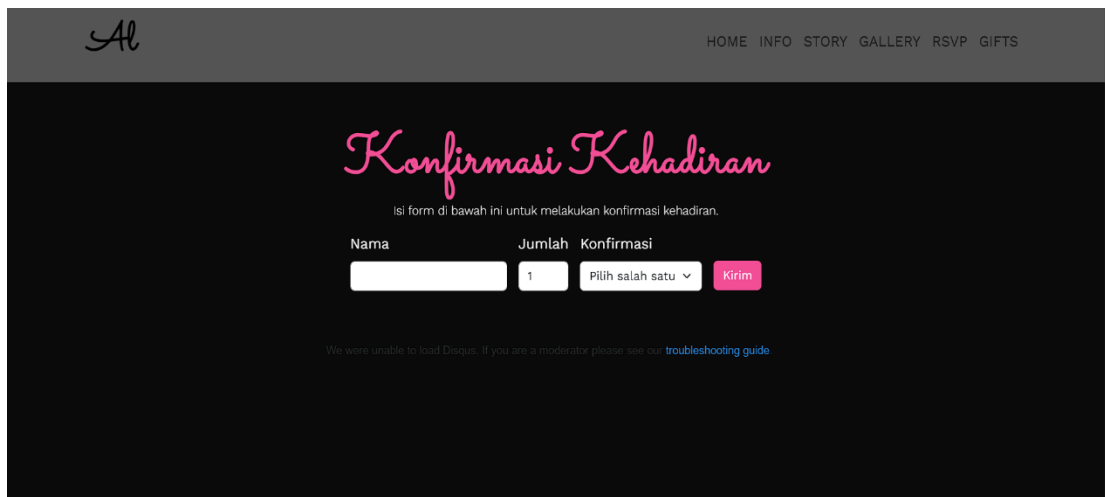 Al
HOME INFO STORY GALLERY RSVP GIFTS
Konfirmasi Kehadiran
Isi form di bawah ini untuk melakukan konfirmasi kehadiran.
Nama Jumlah Konfirmasi
1 Pilih salah satu Kirim
We were unable to load Disqus. If you are a moderator please see our troubleshooting guide.